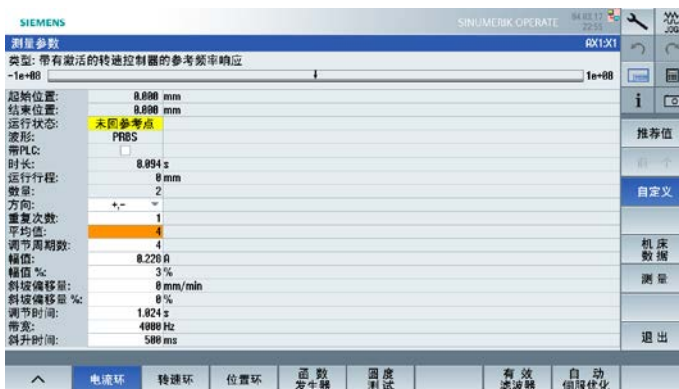 SIEMENS
SINUMERIK OPERATE
22:55
JOG
测量参数 AX1:X1
类型: 带有激活的转速控制器的参考频率响应
-1e+08 1e+08
起始位置: 0.000 mm
结束位置: 0.000 mm
运行状态: 未回参考点
波形: PRBS
带PLC:
时长: 0.094 s
运行行程: 0 mm
数量: 2
方向: +,-
重复次数: 1
平均值: 4
调节周期数: 4
幅值: 0.220 A
幅值 %: 3 %
斜坡偏移量: 0 mm/min
斜坡偏移量 %: 0 %
调节时间: 1.024 s
带宽: 4000 Hz
斜升时间: 500 ms
推荐值
自定义
机床
数据
测量
退出
电流环
转速环
位置环
函数
发生器
圆度
测试
有效
滤波器
自动
伺服优化